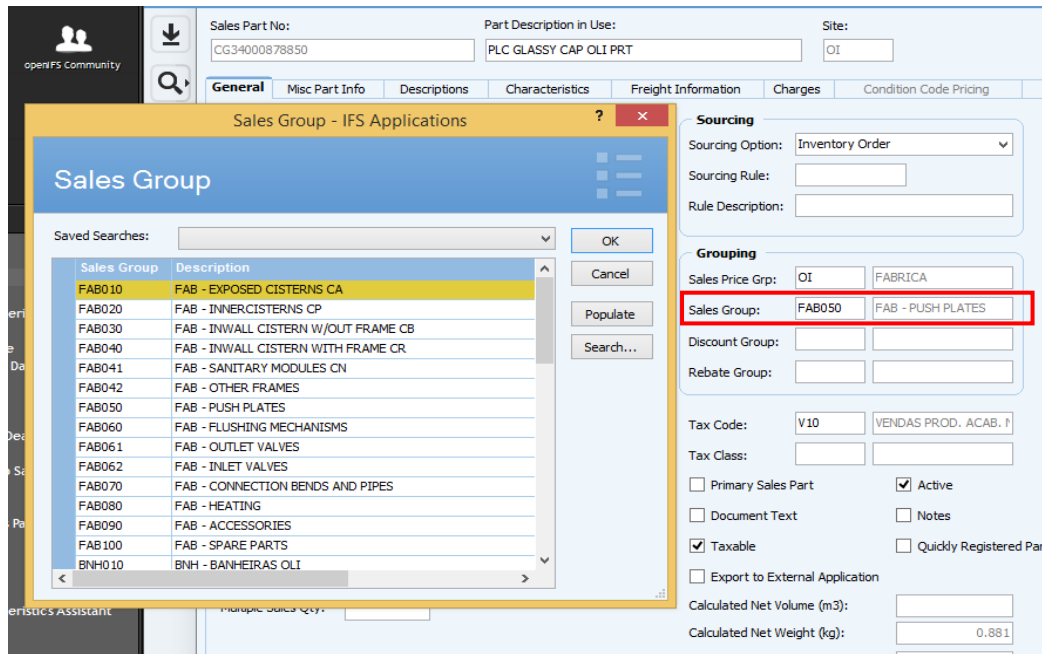 openIFS Community
Sales Part No:
Part Description in Use:
Site:
CG34000878850
PLC GLASSY CAP OLI PRT
OI
General
Misc Part Info
Descriptions
Characteristics
Freight Information
Charges
Condition Code Pricing
Sales Group - IFS Applications
?
Sales Group
Saved Searches:
OK
Cancel
Populate
Search...
Sales Group Description
FAB010 FAB - EXPOSED CISTERNS CA
FAB020 FAB - INNERCISTERNS CP
FAB030 FAB - INWALL CISTERN W/OUT FRAME CB
FAB040 FAB - INWALL CISTERN WITH FRAME CR
FAB041 FAB - SANITARY MODULES CN
FAB042 FAB - OTHER FRAMES
FAB050 FAB - PUSH PLATES
FAB060 FAB - FLUSHING MECHANISMS
FAB061 FAB - OUTLET VALVES
FAB062 FAB - INLET VALVES
FAB070 FAB - CONNECTION BENDS AND PIPES
FAB080 FAB - HEATING
FAB090 FAB - ACCESSORIES
FAB100 FAB - SPARE PARTS
BNH010 BNH - BANHEIRAS OLI
Sourcing
Sourcing Option: Inventory Order
Sourcing Rule:
Rule Description:
Grouping
Sales Price Grp: OI FABRICA
Sales Group: FAB050 FAB - PUSH PLATES
Discount Group:
Rebate Group:
Tax Code: V10 VENDAS PROD. ACAB.
Tax Class:
Primary Sales Part
Active
Document Text
Notes
Taxable
Quickly Registered Par
Export to External Application
Calculated Net Volume (m3):
Calculated Net Weight (kg): 0.881
Multiple Sales Qty:
eristics Assistant